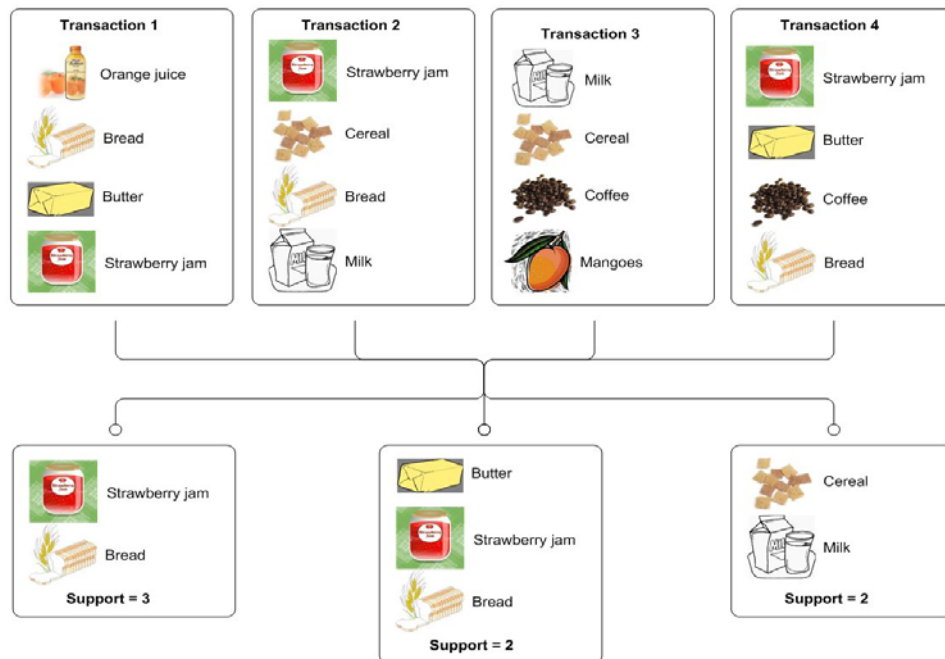 Transaction 1
Orange juice
Bread
Butter
Strawberry jam
Transaction 2
Strawberry jam
Cereal
Bread
Milk
Transaction 3
Milk
Cereal
Coffee
Mangoes
Transaction 4
Strawberry jam
Butter
Coffee
Bread
Strawberry jam
Bread
Support = 3
Butter
Strawberry jam
Bread
Support = 2
Cereal
Milk
Support = 2